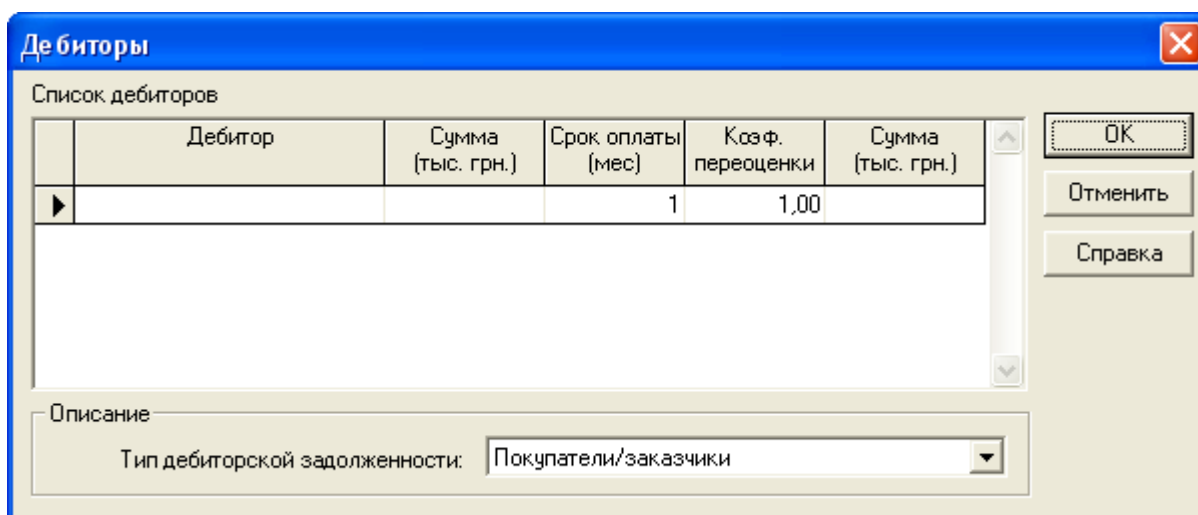 Дебиторы
Список дебиторов
Дебитор Сумма (тыс. грн.) Срок оплаты (мес) Коэф. переоценки Сумма (тыс. грн.)
1 1,00
OK
Отменить
Справка
Описание
Тип дебиторской задолженности: Покупатели/заказчики